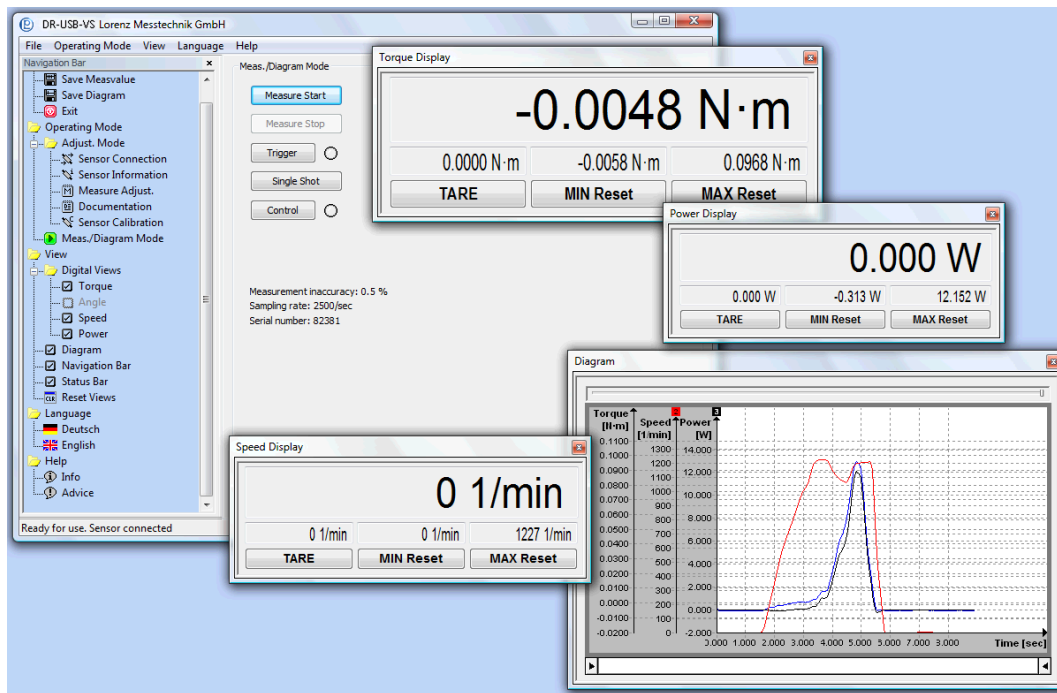 DR-USB-VS Lorenz Messtechnik GmbH
File Operating Mode View Language Help
Navigation Bar
Save Measvalue
Save Diagram
Exit
Operating Mode
Adjust. Mode
Sensor Connection
Sensor Information
Measure Adjust.
Documentation
Sensor Calibration
Meas./Diagram Mode
View
Digital Views
Torque
Angle
Speed
Power
Diagram
Navigation Bar
Status Bar
CLR Reset Views
Language
Deutsch
English
Help
Info
Advice
Ready for use. Sensor connected
Meas./Diagram Mode
Measure Start
Measure Stop
Trigger
Single Shot
Control
Measurement inaccuracy: 0.5 %
Sampling rate: 2500/sec
Serial number: 82381
Torque Display
-0.0048 N·m
0.0000 N·m -0.0058 N·m 0.0968 N·m
TARE MIN Reset MAX Reset
Power Display
0.000 W
0.000 W -0.313 W 12.152 W
TARE MIN Reset MAX Reset
Speed Display
0 1/min
0 1/min 0 1/min 1227 1/min
TARE MIN Reset MAX Reset
Diagram
Torque Speed Power
[N·m] [1/min] [W]
0.1100
0.1000
0.0900
0.0800
0.0700
0.0600
0.0500
0.0400
0.0300
0.0200
0.0100
0.0000
-0.0100
-0.0200
1300
1200
1100
1000
900
800
700
600
500
400
300
200
100
0
3
14.000
12.000
10.000
8.000
6.000
4.000
2.000
0.000
-2.000
1.000 2.000 3.000 4.000 5.000 6.000 7.000 3.000
Time [sec]